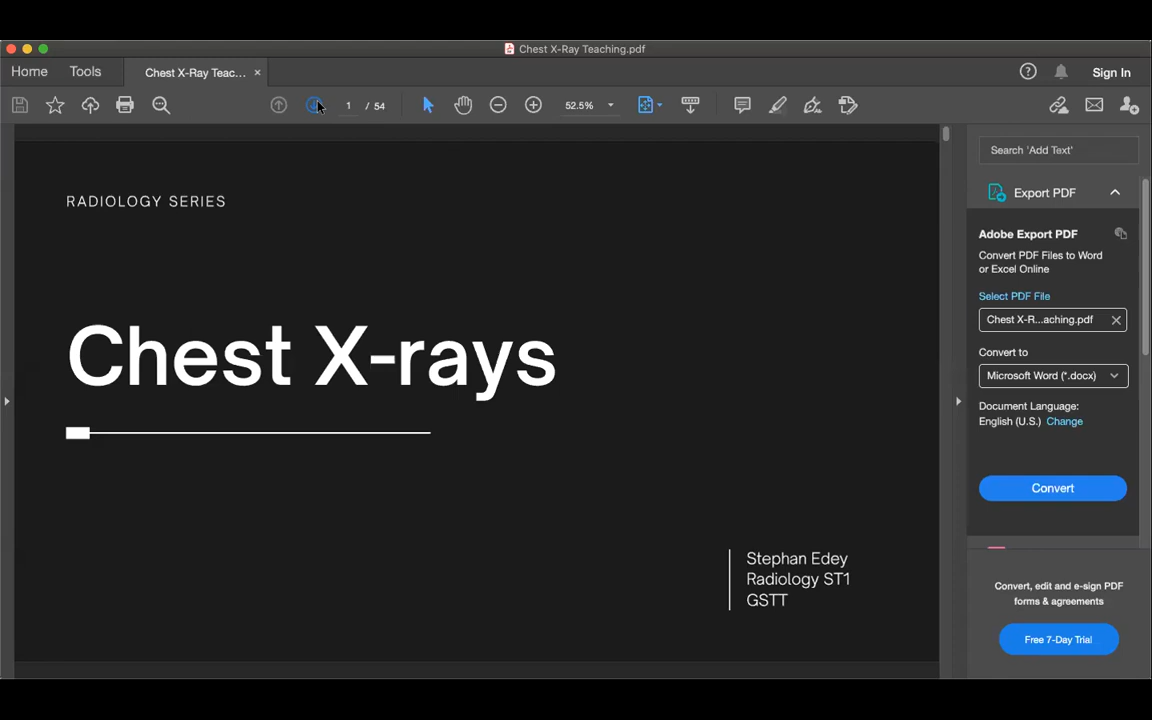 Chest X-Ray Teaching.pdf
Home
Tools
Chest X-Ray Teac... ×
Sign In
1 / 54
52.5%
Search 'Add Text'
Export PDF
Adobe Export PDF
Convert PDF Files to Word
or Excel Online
Select PDF File
Chest X-R...aching.pdf
Convert to
Microsoft Word (*.docx)
Document Language:
English (U.S.) Change
Convert
Convert, edit and e-sign PDF
forms & agreements
Free 7-Day Trial
RADIOLOGY SERIES
Chest X-rays
Stephan Edey
Radiology ST1
GSTT